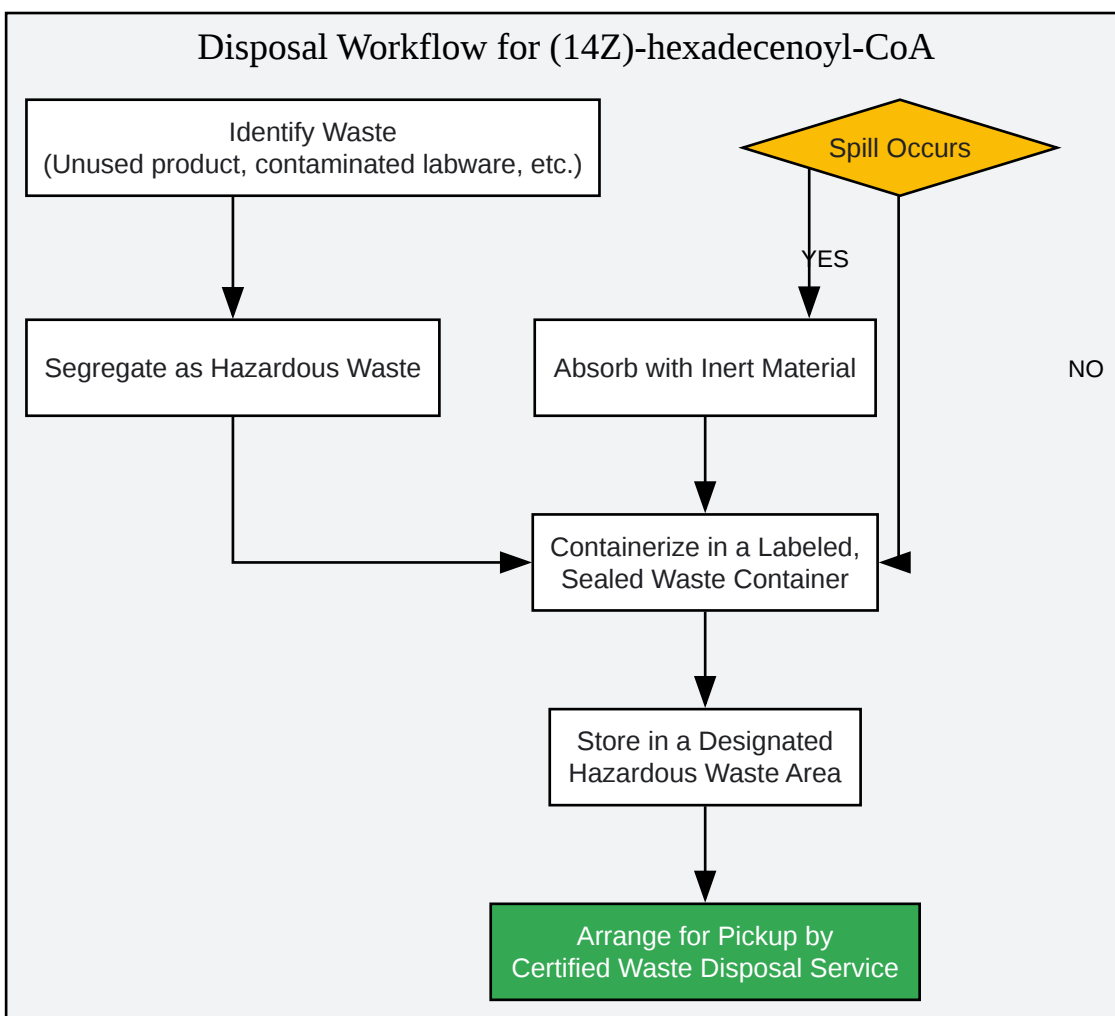 Disposal Workflow for (14Z)-hexadecenoyl-CoA
Identify Waste
(Unused product, contaminated labware, etc.)
Spill Occurs
YES
Segregate as Hazardous Waste
Absorb with Inert Material
NO
Containerize in a Labeled,
Sealed Waste Container
Store in a Designated
Hazardous Waste Area
Arrange for Pickup by
Certified Waste Disposal Service